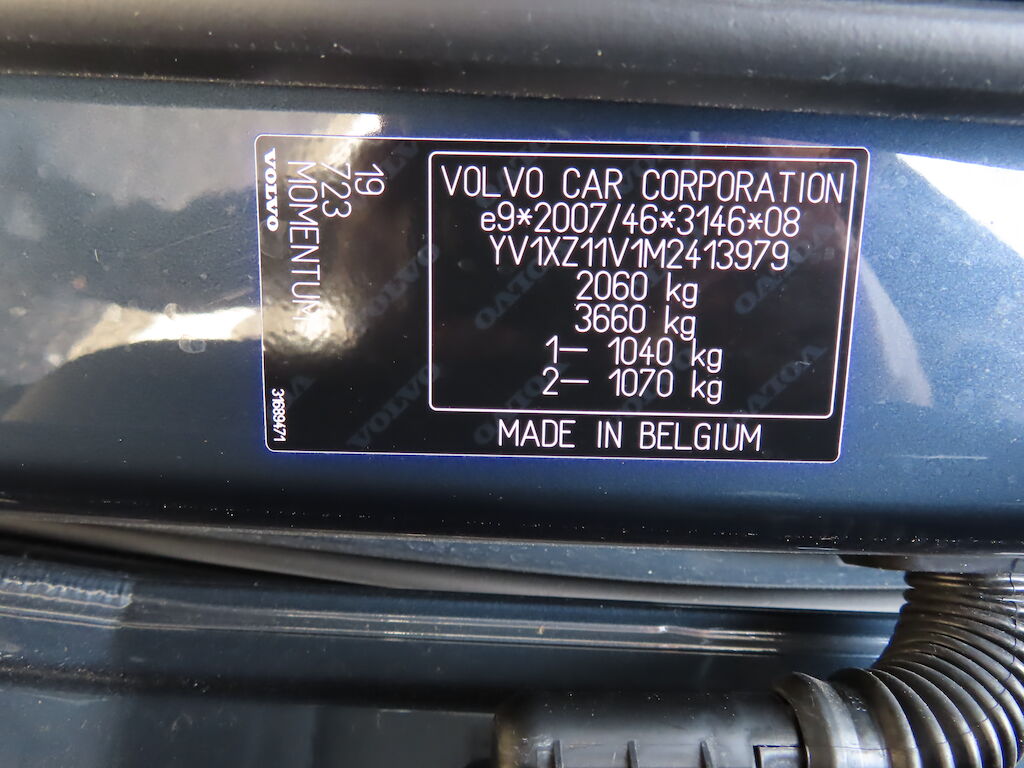 VOLVO
19
723
MOMENTUM
31689471
VOLVO CAR CORPORATION
e9*2007/46*3146*08
YV1XZ11V1M2413979
2060 kg
3660 kg
1– 1040 kg
2– 1070 kg
MADE IN BELGIUM